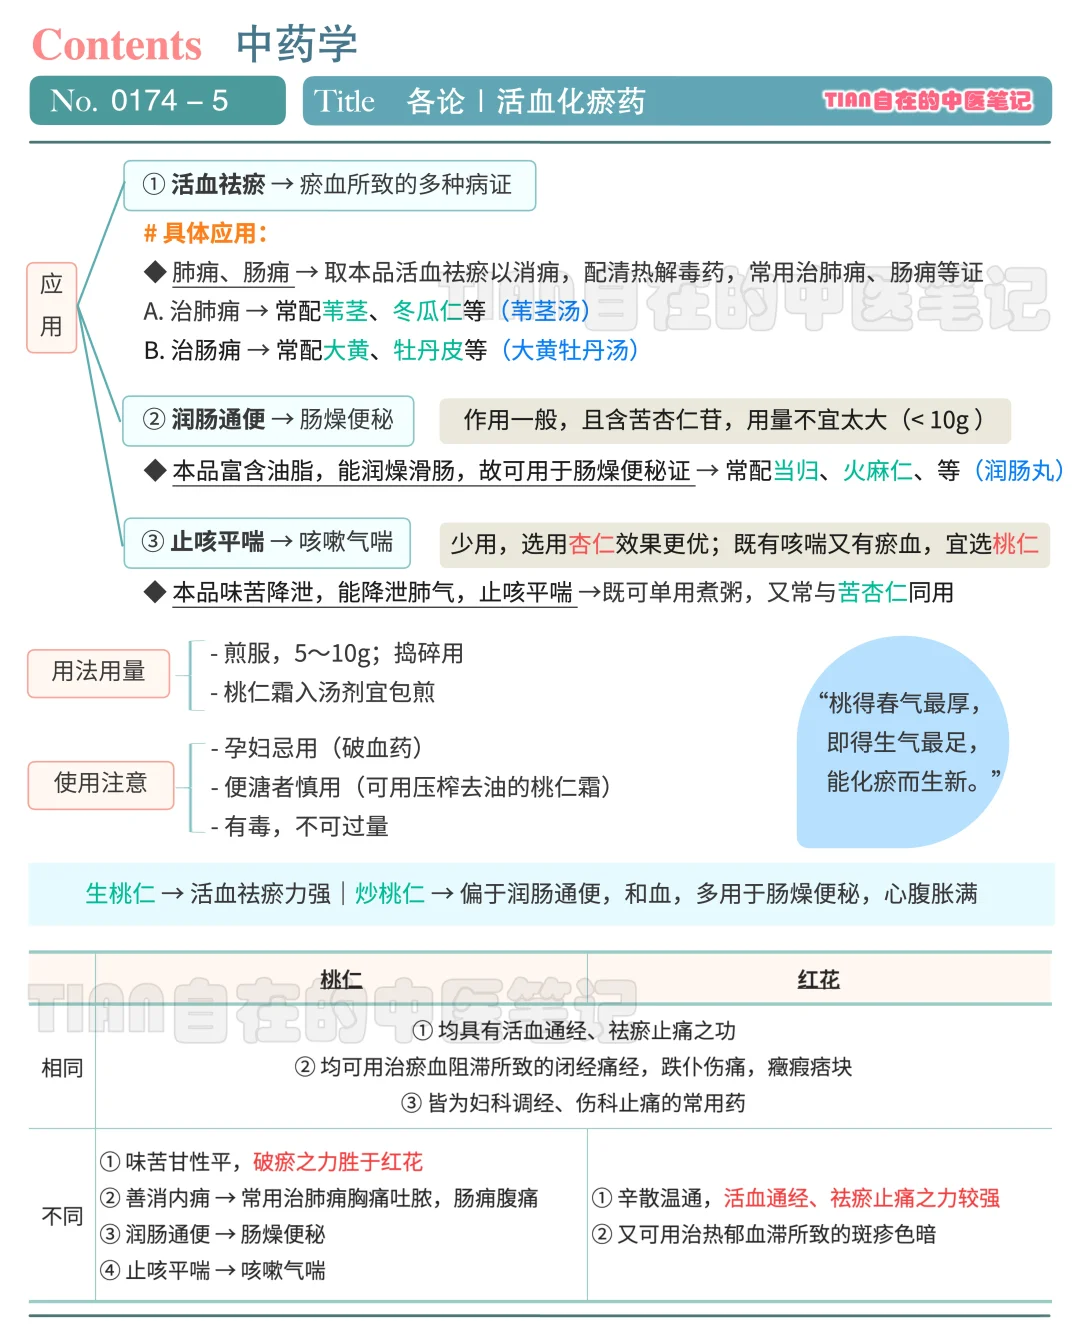 Contents 中药学
No. 0174 – 5
Title 各论丨活血化瘀药
TIAN自在的中医笔记
应用
① 活血祛瘀 → 瘀血所致的多种病证
# 具体应用：
◆ 肺痈、肠痈 → 取本品活血祛瘀以消痈，配清热解毒药，常用治肺痈、肠痈等证
A. 治肺痈 → 常配苇茎、冬瓜仁等（苇茎汤）
B. 治肠痈 → 常配大黄、牡丹皮等（大黄牡丹汤）
② 润肠通便 → 肠燥便秘
作用一般，且含苦杏仁苷，用量不宜太大（< 10g ）
◆ 本品富含油脂，能润燥滑肠，故可用于肠燥便秘证 → 常配当归、火麻仁、等（润肠丸）
③ 止咳平喘 → 咳嗽气喘
少用，选用杏仁效果更优；既有咳喘又有瘀血，宜选桃仁
◆ 本品味苦降泄，能降泄肺气，止咳平喘 →既可单用煮粥，又常与苦杏仁同用
用法用量
- 煎服，5～10g；捣碎用
- 桃仁霜入汤剂宜包煎
使用注意
- 孕妇忌用（破血药）
- 便溏者慎用（可用压榨去油的桃仁霜）
- 有毒，不可过量
“桃得春气最厚，
即得生气最足，
能化瘀而生新。”
生桃仁 → 活血祛瘀力强｜炒桃仁 → 偏于润肠通便，和血，多用于肠燥便秘，心腹胀满
TIAN自在的中医笔记
桃仁 红花
相同
① 均具有活血通经、祛瘀止痛之功
② 均可用治瘀血阻滞所致的闭经痛经，跌仆伤痛，癥瘕痞块
③ 皆为妇科调经、伤科止痛的常用药
不同
① 味苦甘性平，破瘀之力胜于红花
② 善消内痈 → 常用治肺痈胸痛吐脓，肠痈腹痛
③ 润肠通便 → 肠燥便秘
④ 止咳平喘 → 咳嗽气喘
① 辛散温通，活血通经、祛瘀止痛之力较强
② 又可用治热郁血滞所致的斑疹色暗
TIAN自在的中医笔记